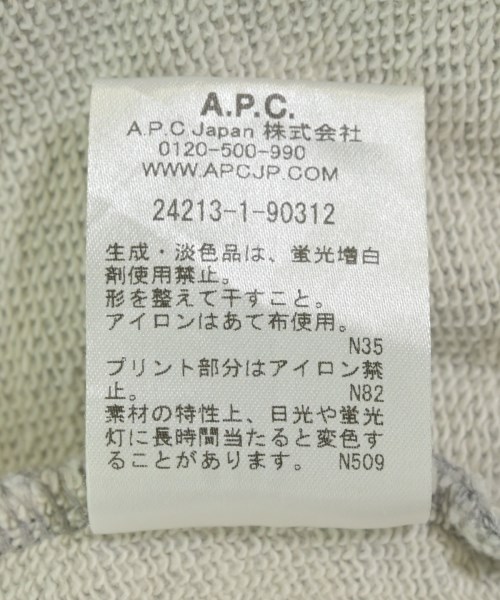 A.P.C.
A.P.C Japan 株式会社
0120-500-990
WWW.APCJP.COM
24213-1-90312
生成・淡色品は、蛍光増白
剤使用禁止。
形を整えて干すこと。
アイロンはあて布使用。
N35
プリント部分はアイロン禁
止。 N82
素材の特性上、日光や蛍光
灯に長時間当たると変色す
ることがあります。 N509